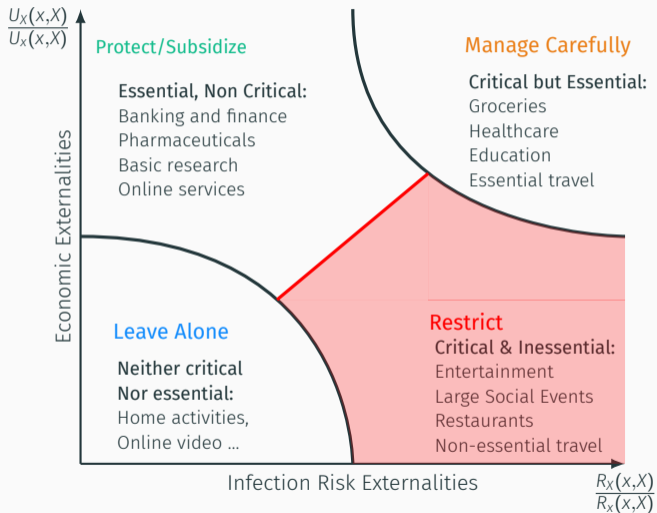 U_X(x,X)
U_x(x,X)
Protect/Subsidize
Essential, Non Critical:
Banking and finance
Pharmaceuticals
Basic research
Online services
Manage Carefully
Critical but Essential:
Groceries
Healthcare
Education
Essential travel
Economic Externalities
Leave Alone
Neither critical
Nor essential:
Home activities,
Online video ...
Restrict
Critical & Inessential:
Entertainment
Large Social Events
Restaurants
Non-essential travel
Infection Risk Externalities
R_X(x,X)
R_x(x,X)